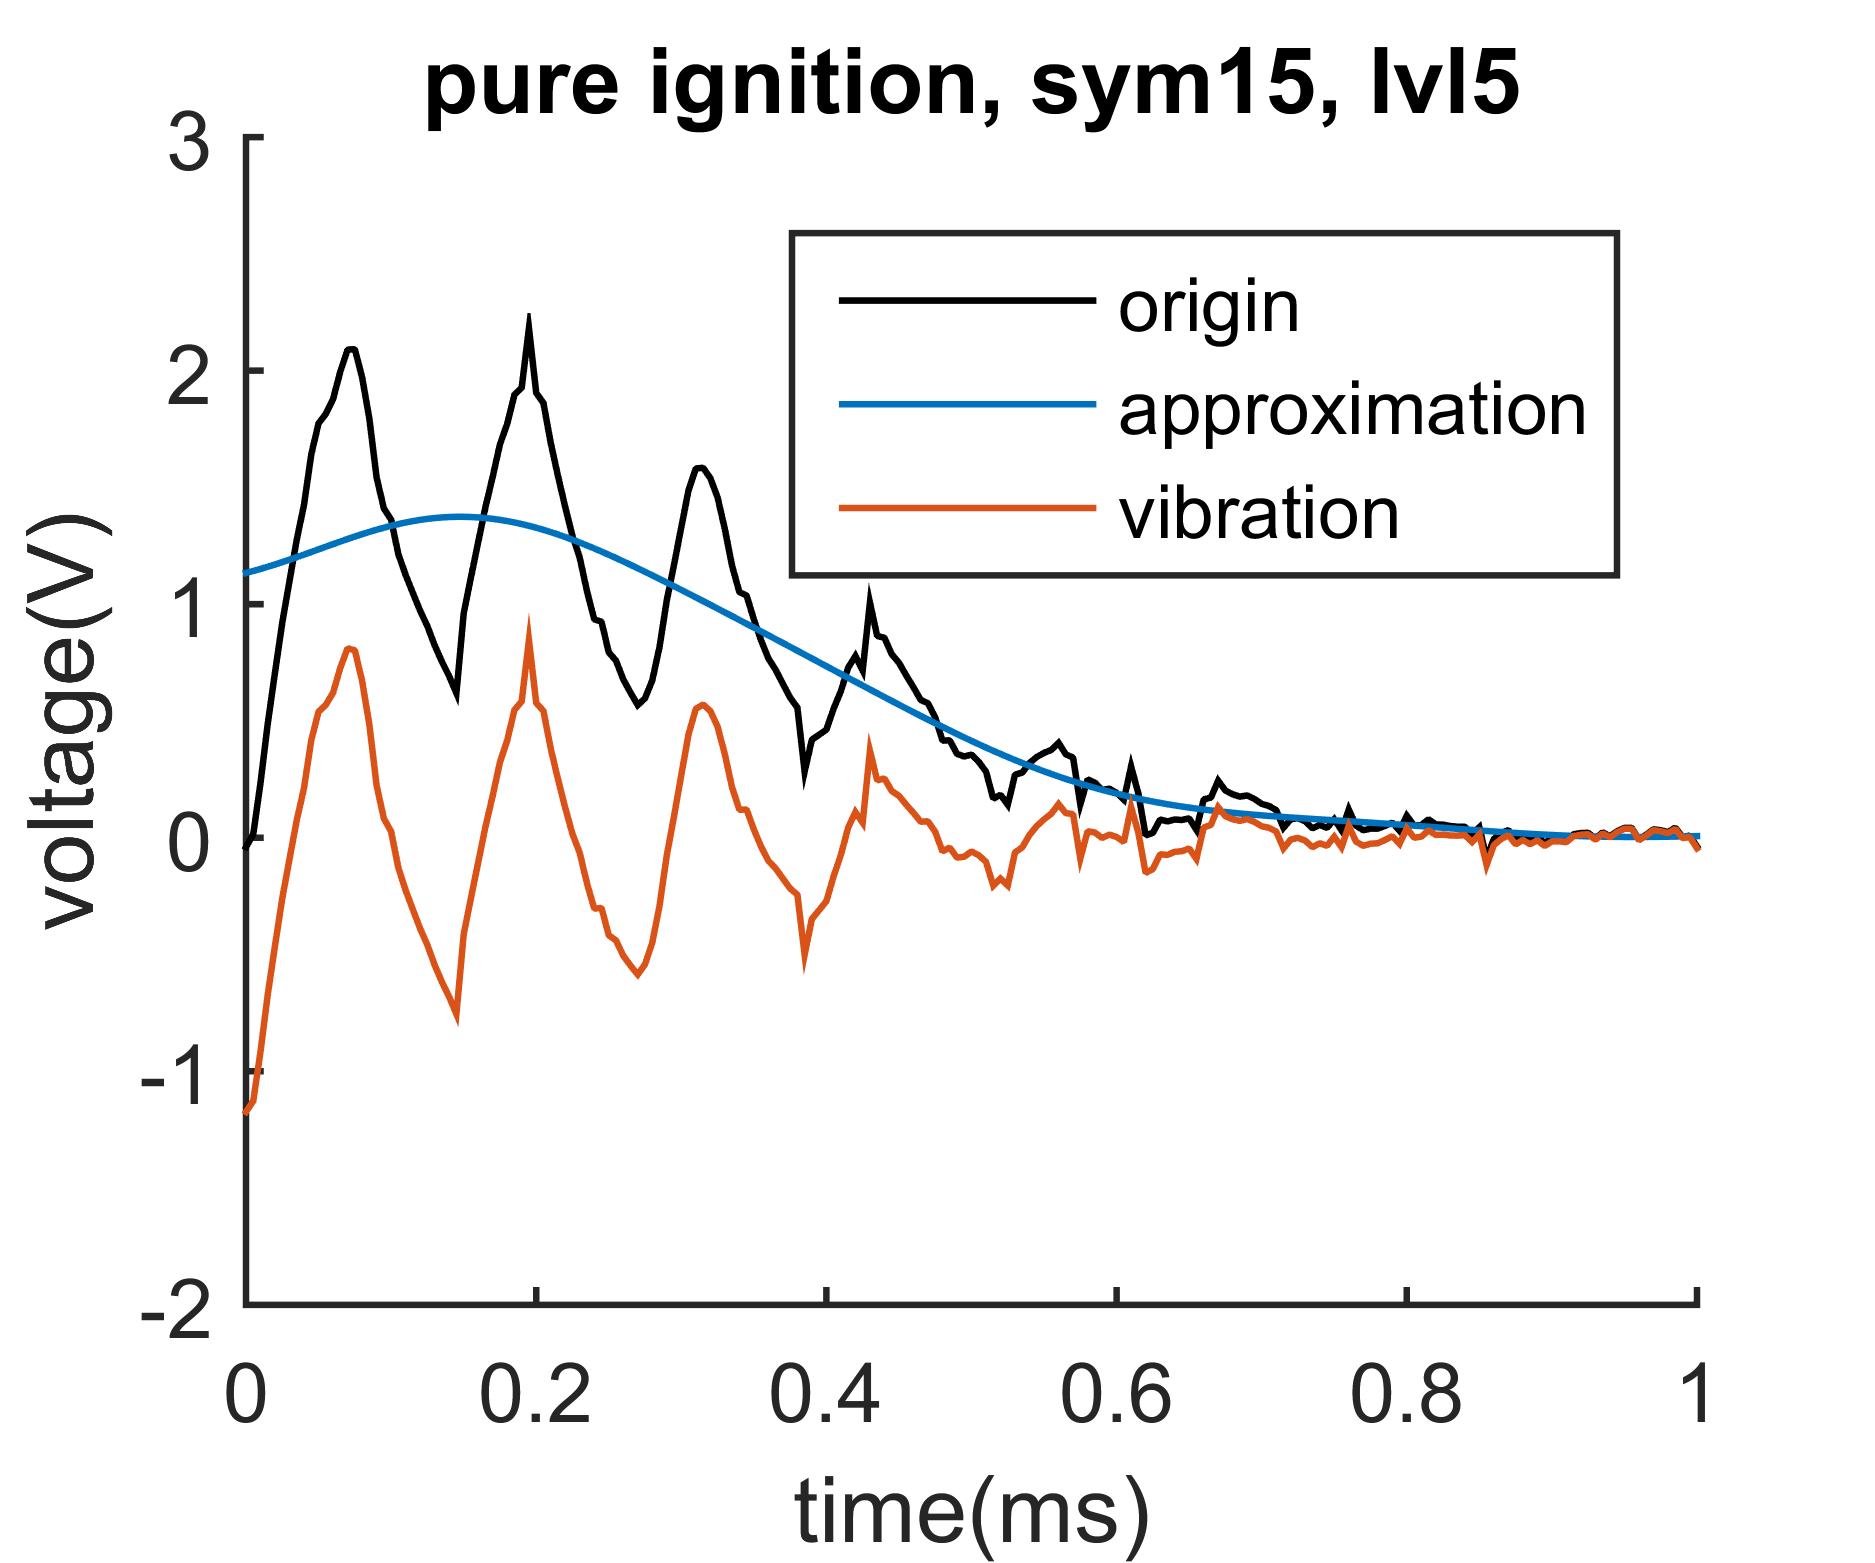 pure ignition, sym15, lvl5
3
2
1
0
-1
-2
voltage(V)
origin
approximation
vibration
0 0.2 0.4 0.6 0.8 1
time(ms)